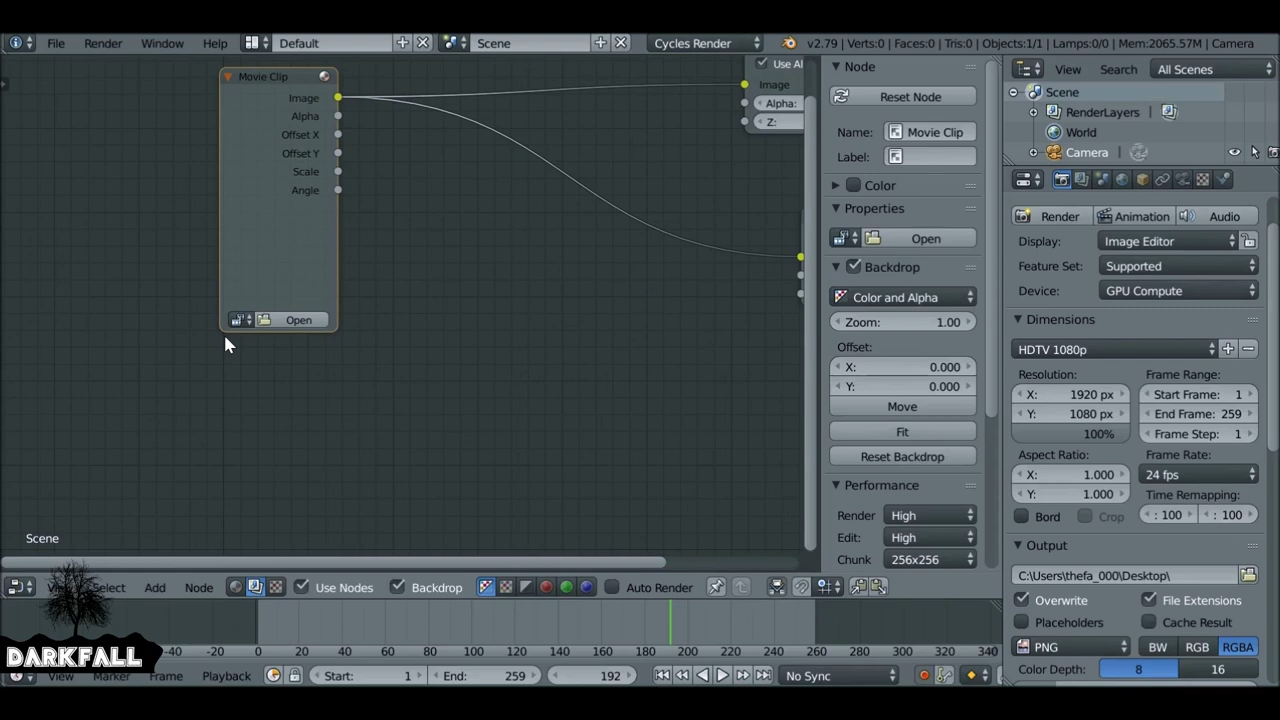 File Render Window Help Default Scene Cycles Render v2.79 | Verts:0 | Faces:0 | Tris:0 | Objects:1/1 | Lamps:0/0 | Mem:2065.57M | Camera
Movie Clip
Image
Alpha
Offset X
Offset Y
Scale
Angle
Open
Use Al
Image
Alpha:
Z:
Scene
Node
Reset Node
Name: Movie Clip
Label:
Color
Properties
Open
Backdrop
Color and Alpha
Zoom: 1.00
Offset:
X: 0.000
Y: 0.000
Move
Fit
Reset Backdrop
Performance
Render High
Edit: High
Chunk 256x256
View Search All Scenes
Scene
RenderLayers
World
Camera
Render Animation Audio
Display: Image Editor
Feature Set: Supported
Device: GPU Compute
Dimensions
HDTV 1080p
Resolution: Frame Range:
X: 1920 px Start Frame: 1
Y: 1080 px End Frame: 259
100% Frame Step: 1
Aspect Ratio: Frame Rate:
X: 1.000 24 fps
Y: 1.000 Time Remapping:
Bord Crop : 100 : 100
Output
C:\Users\thefa_000\Desktop\
Overwrite File Extensions
Placeholders Cache Result
PNG BW RGB RGBA
Color Depth: 8 16
Select Add Node Use Nodes Backdrop Auto Render
-40 -20 0 20 40 60 80 100 120 140 160 180 200 220 240 260 280 300 320 340
View Marker Frame Playback Start: 1 End: 259 192 No Sync
DARKFALL